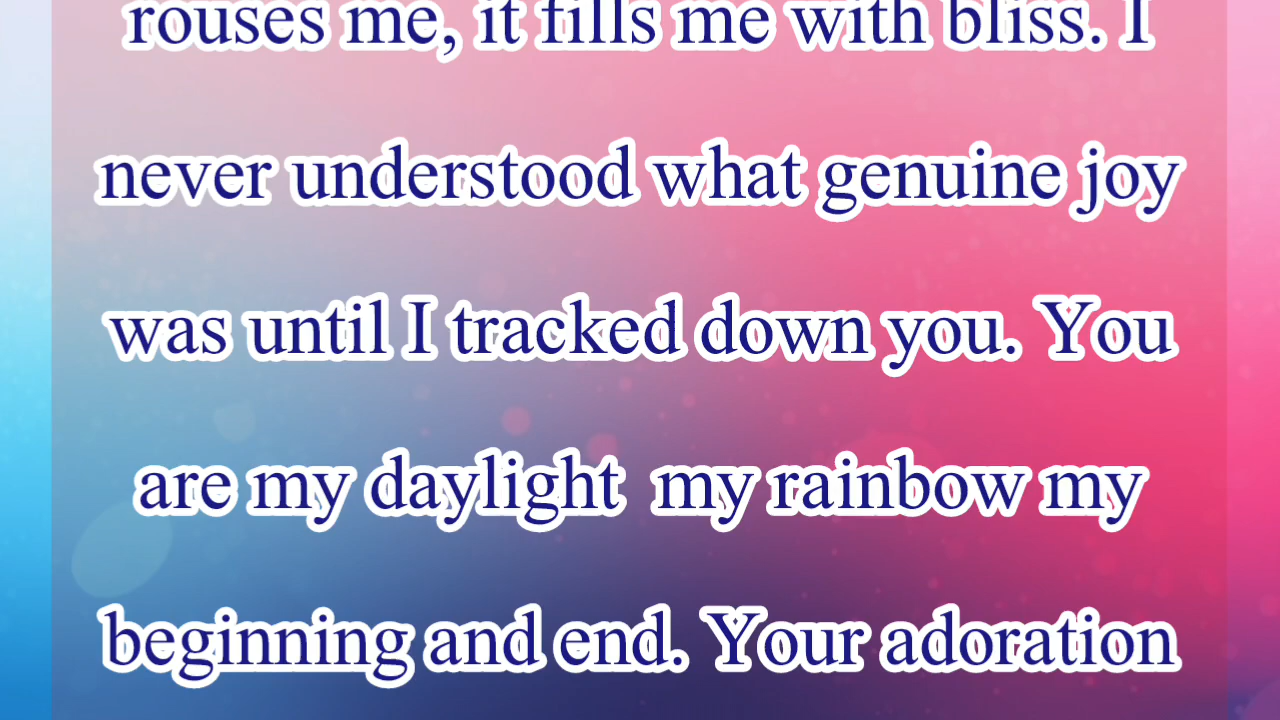 rouses me, it fills me with bliss. I
never understood what genuine joy
was until I tracked down you. You
are my daylight  my rainbow my
beginning and end. Your adoration